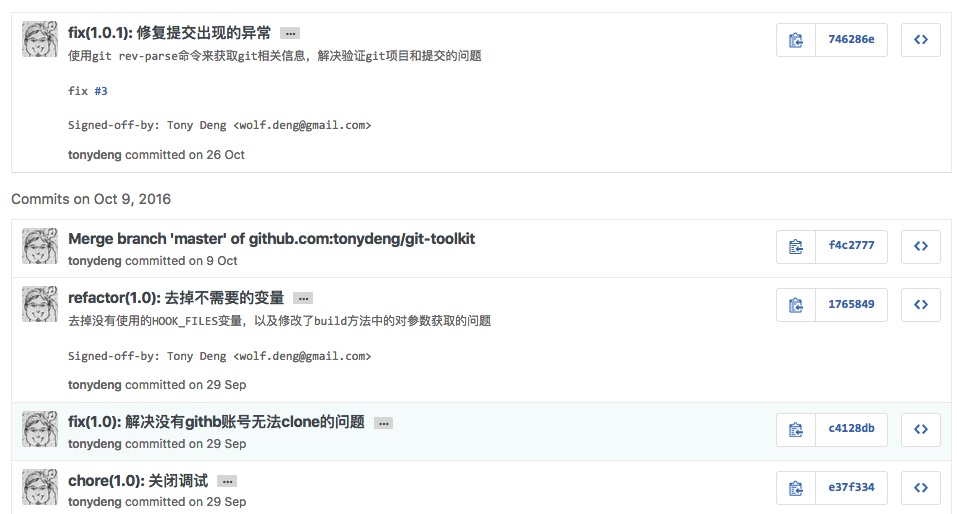 fix(1.0.1): 修复提交出现的异常 …
746286e
使用git rev-parse命令来获取git相关信息，解决验证git项目和提交的问题
fix #3
Signed-off-by: Tony Deng <wolf.deng@gmail.com>
tonydeng committed on 26 Oct
Commits on Oct 9, 2016
Merge branch 'master' of github.com:tonydeng/git-toolkit
f4c2777
tonydeng committed on 9 Oct
refactor(1.0): 去掉不需要的变量 …
1765849
去掉没有使用的HOOK_FILES变量，以及修改了build方法中的对参数获取的问题
Signed-off-by: Tony Deng <wolf.deng@gmail.com>
tonydeng committed on 29 Sep
fix(1.0): 解决没有githb账号无法clone的问题 …
c4128db
tonydeng committed on 29 Sep
chore(1.0): 关闭调试 …
e37f334
tonydeng committed on 29 Sep